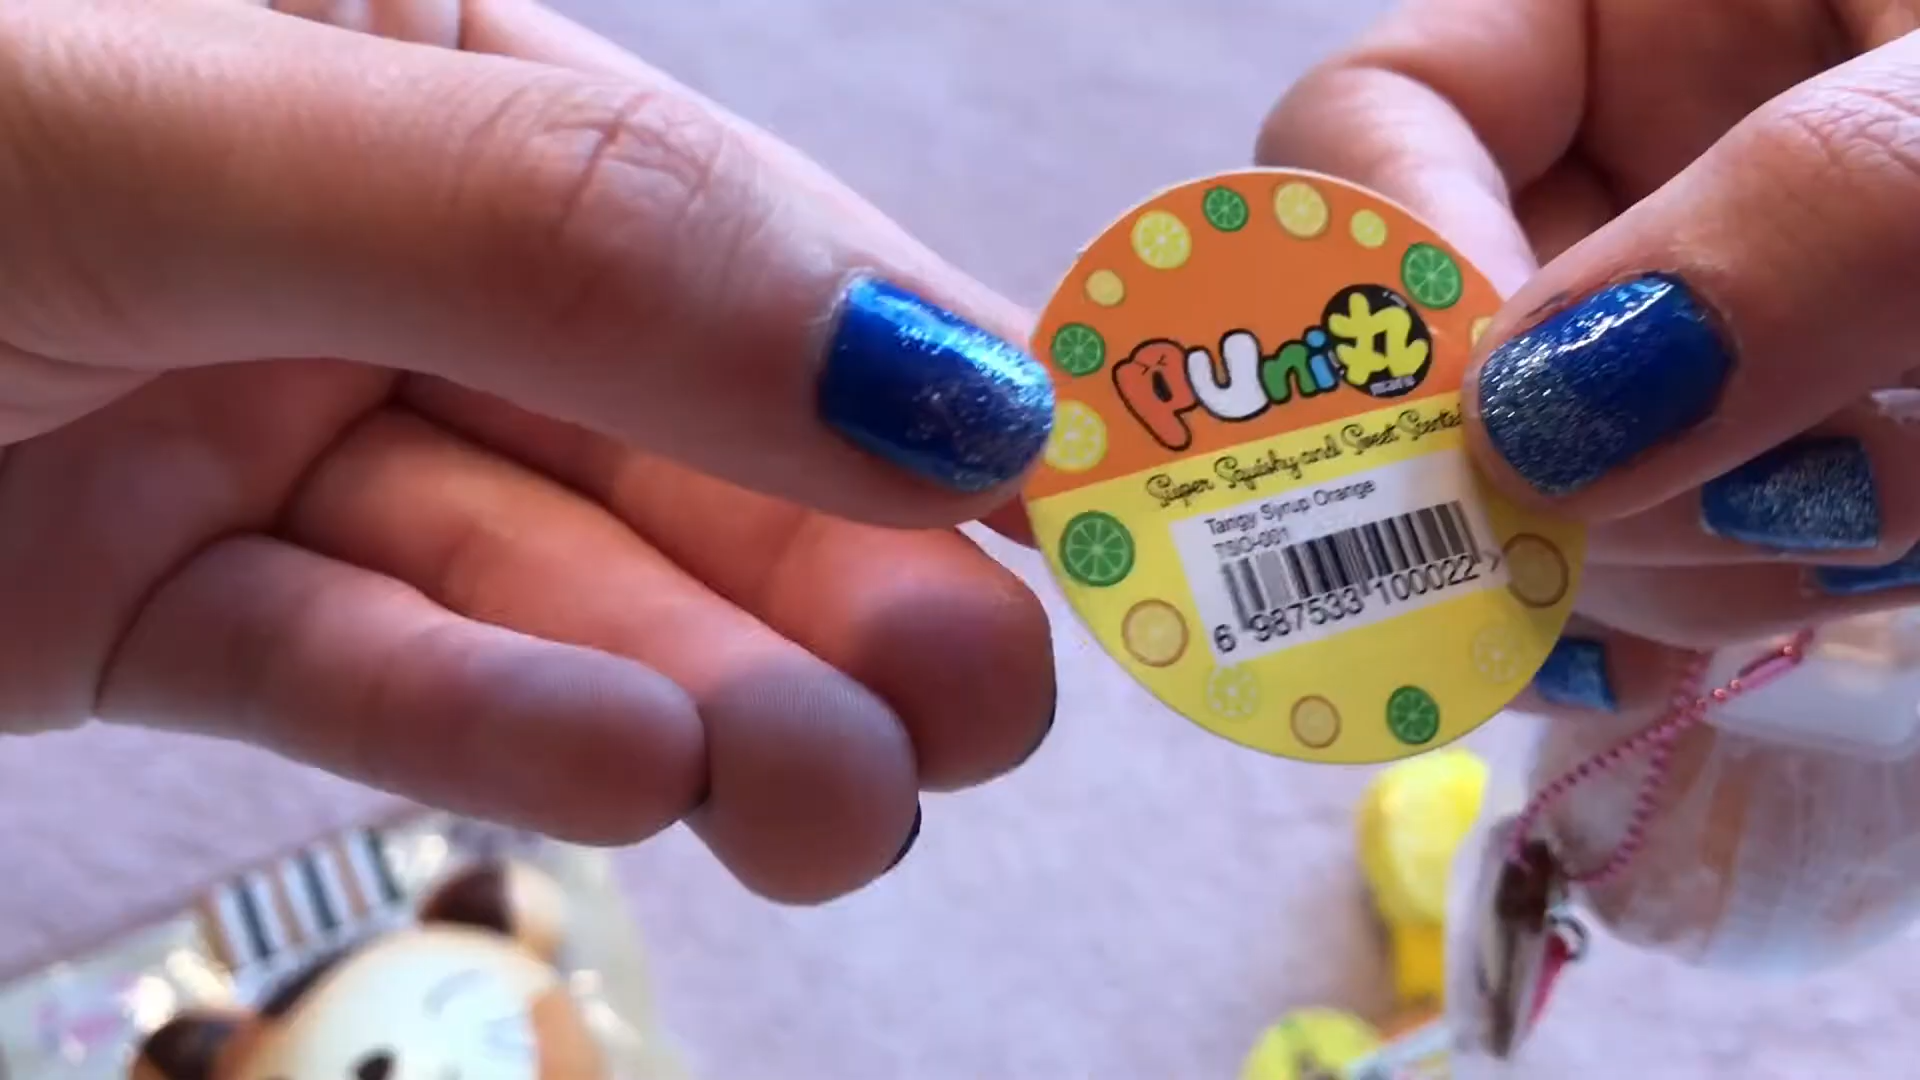 Puni丸
Super Squishy and Sweet Scented
Tangy Syrup Orange
TSO-001
6 987533 100022 >